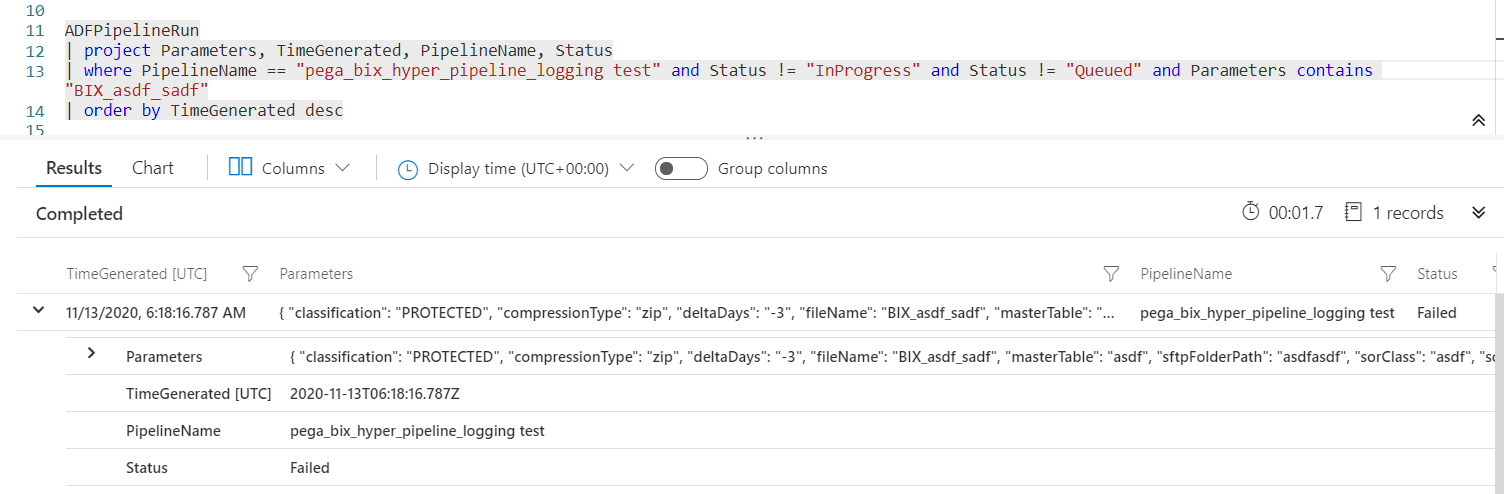 10
11 ADFPipelineRun
12 | project Parameters, TimeGenerated, PipelineName, Status
13 | where PipelineName == "pega_bix_hyper_pipeline_logging test" and Status != "InProgress" and Status != "Queued" and Parameters contains
"BIX_asdf_sadf"
14 | order by TimeGenerated desc
15
Results Chart Columns Display time (UTC+00:00) Group columns
Completed 00:01.7 1 records
TimeGenerated [UTC] Parameters PipelineName Status
11/13/2020, 6:18:16.787 AM { "classification": "PROTECTED", "compressionType": "zip", "deltaDays": "-3", "fileName": "BIX_asdf_sadf", "masterTable": "... pega_bix_hyper_pipeline_logging test Failed
Parameters { "classification": "PROTECTED", "compressionType": "zip", "deltaDays": "-3", "fileName": "BIX_asdf_sadf", "masterTable": "asdf", "sftpFolderPath": "asdfasdf", "sorClass": "asdf",
TimeGenerated [UTC] 2020-11-13T06:18:16.787Z
PipelineName pega_bix_hyper_pipeline_logging test
Status Failed